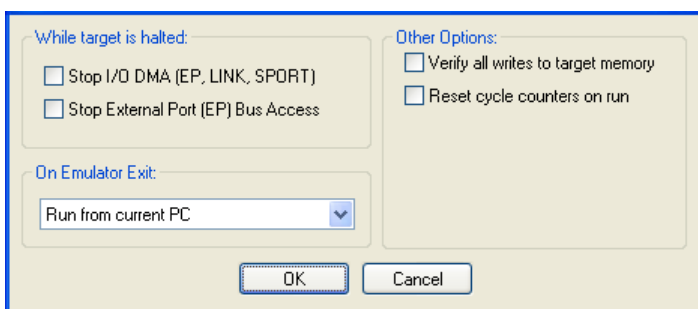 While target is halted:
Stop I/O DMA (EP, LINK, SPORT)
Stop External Port (EP) Bus Access
On Emulator Exit:
Run from current PC
Other Options:
Verify all writes to target memory
Reset cycle counters on run
OK
Cancel